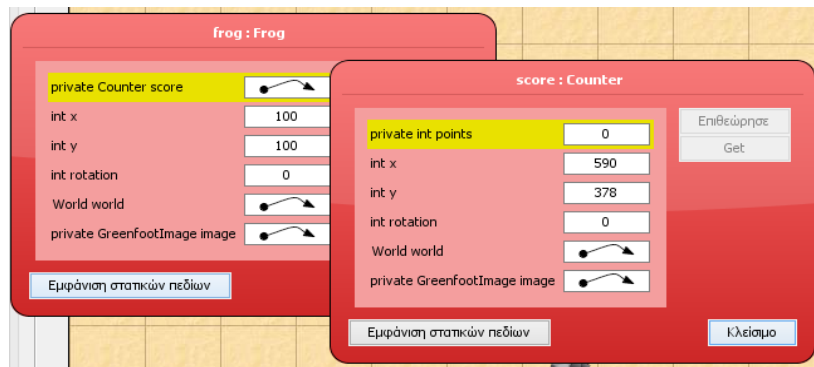 frog : Frog
private Counter score
int x 100
int y 100
int rotation 0
World world
private GreenfootImage image
Εμφάνιση στατικών πεδίων
score : Counter
private int points 0
int x 590
int y 378
int rotation 0
World world
private GreenfootImage image
Επιθεώρησε
Get
Εμφάνιση στατικών πεδίων
Κλείσιμο